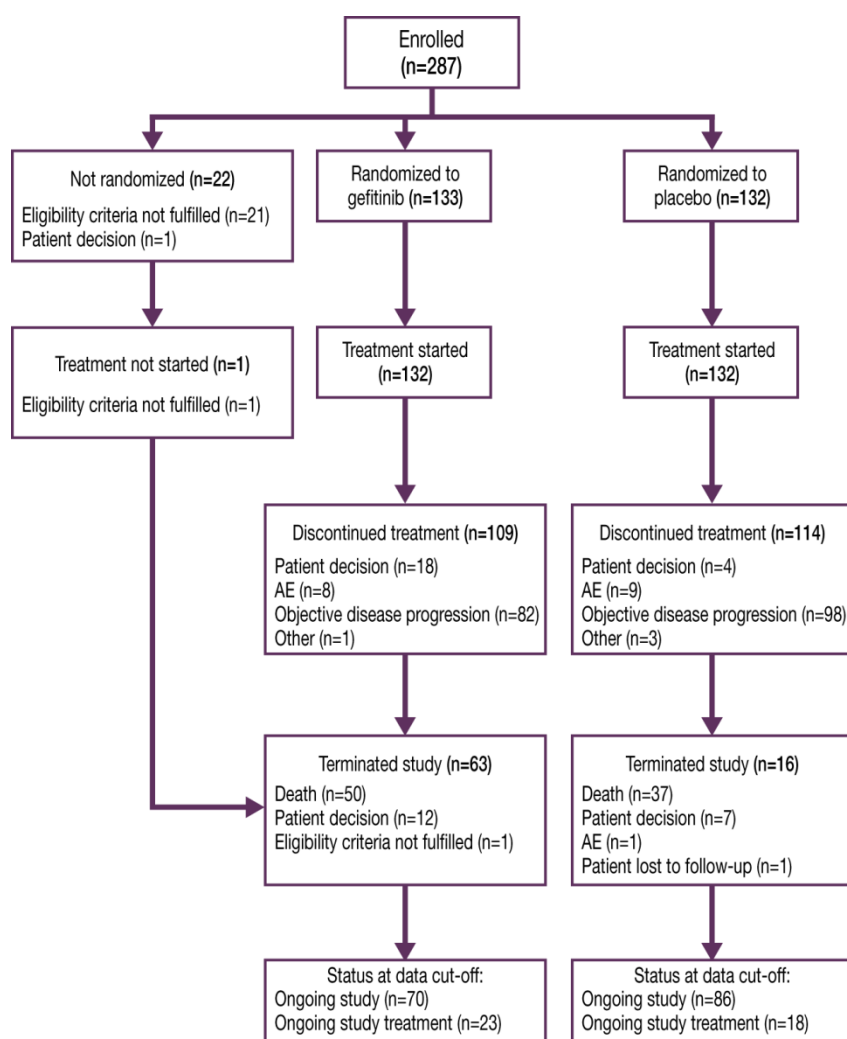 Enrolled
(n=287)
Not randomized (n=22)
Eligibility criteria not fulfilled (n=21)
Patient decision (n=1)
Randomized to
gefitinib (n=133)
Randomized to
placebo (n=132)
Treatment not started (n=1)
Eligibility criteria not fulfilled (n=1)
Treatment started
(n=132)
Treatment started
(n=132)
Discontinued treatment (n=109)
Patient decision (n=18)
AE (n=8)
Objective disease progression (n=82)
Other (n=1)
Discontinued treatment (n=114)
Patient decision (n=4)
AE (n=9)
Objective disease progression (n=98)
Other (n=3)
Terminated study (n=63)
Death (n=50)
Patient decision (n=12)
Eligibility criteria not fulfilled (n=1)
Terminated study (n=16)
Death (n=37)
Patient decision (n=7)
AE (n=1)
Patient lost to follow-up (n=1)
Status at data cut-off:
Ongoing study (n=70)
Ongoing study treatment (n=23)
Status at data cut-off:
Ongoing study (n=86)
Ongoing study treatment (n=18)